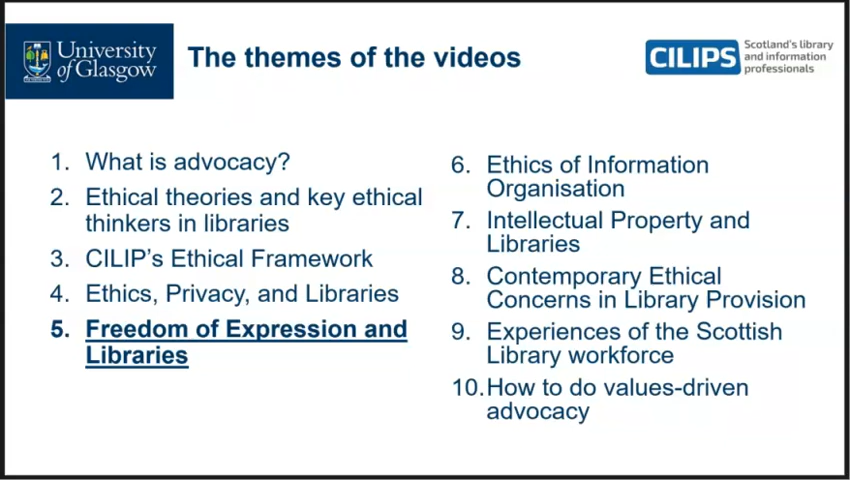 University
of Glasgow
The themes of the videos
CILIPS
Scotland's library
and information
professionals
1. What is advocacy?
2. Ethical theories and key ethical
thinkers in libraries
3. CILIP's Ethical Framework
4. Ethics, Privacy, and Libraries
5. Freedom of Expression and
Libraries
6. Ethics of Information
Organisation
7. Intellectual Property and
Libraries
8. Contemporary Ethical
Concerns in Library Provision
9. Experiences of the Scottish
Library workforce
10. How to do values-driven
advocacy